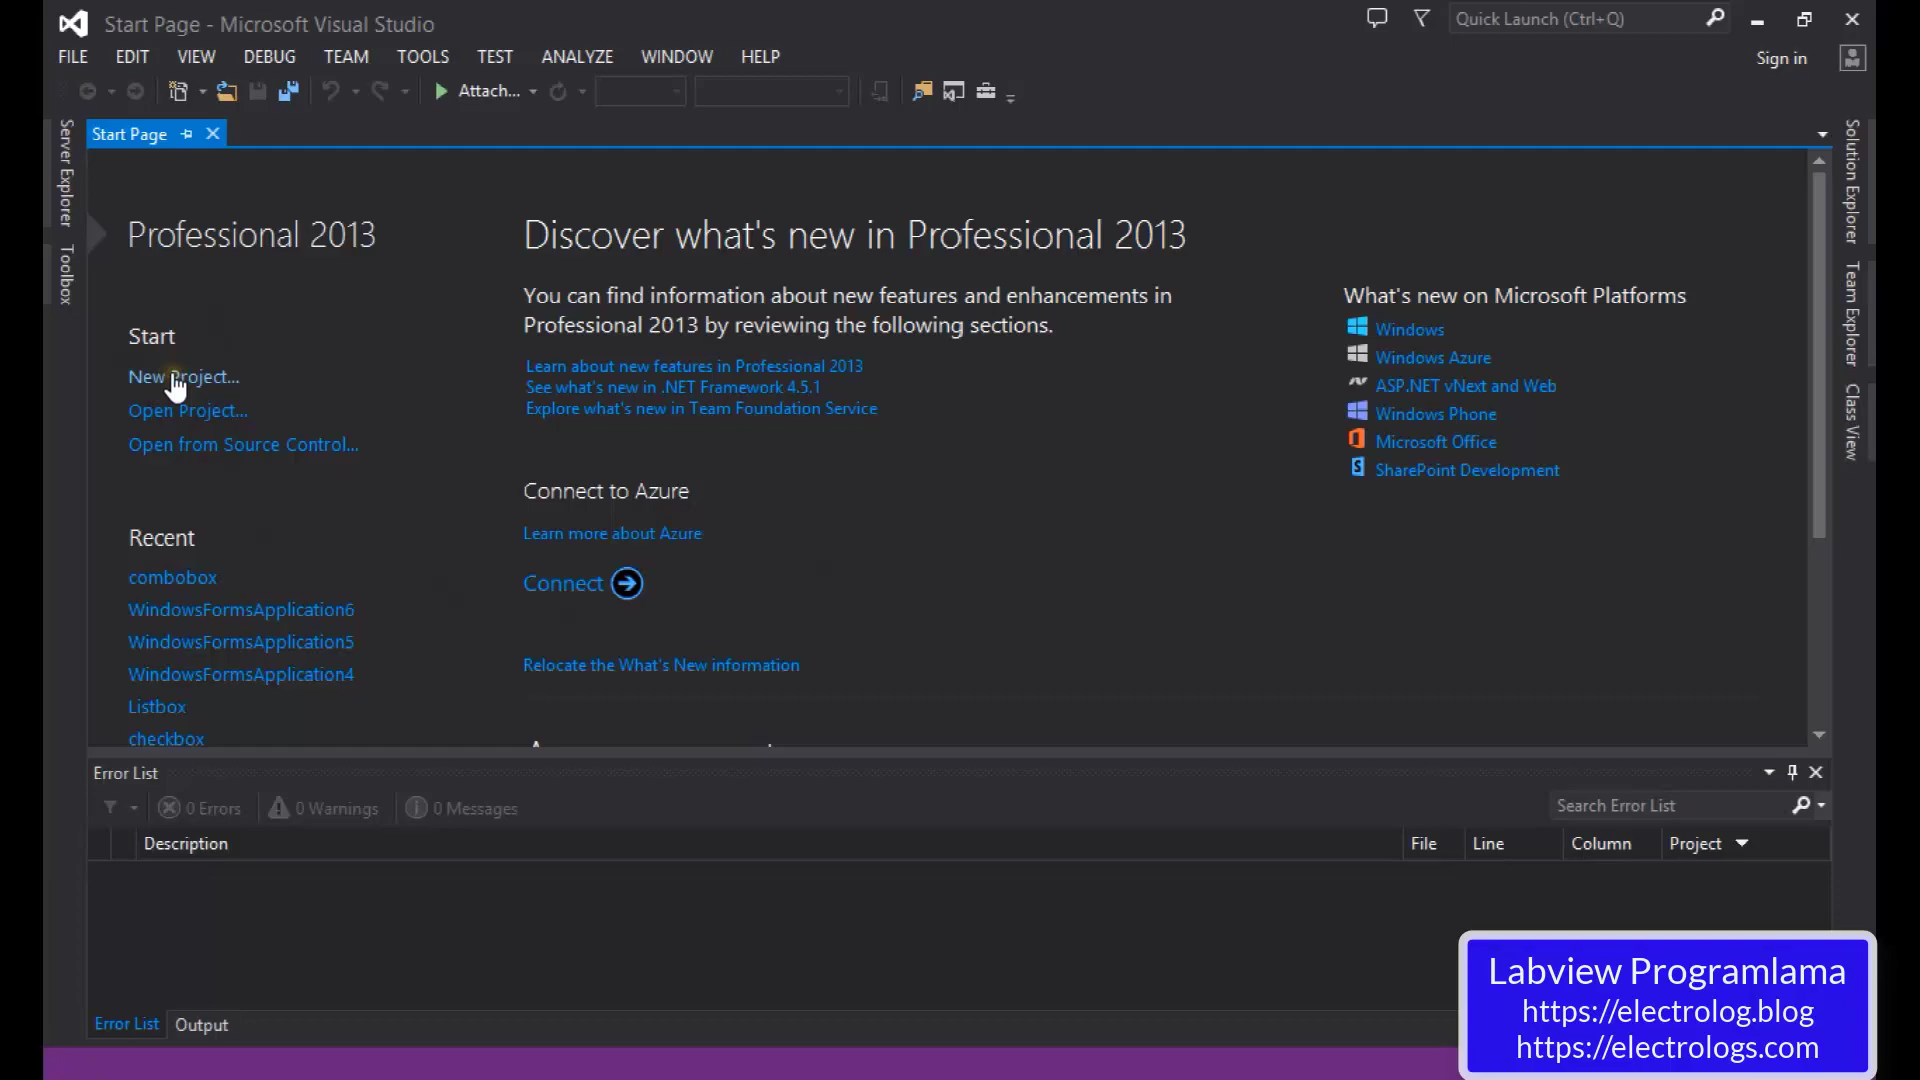 Start Page - Microsoft Visual Studio
Quick Launch (Ctrl+Q)
FILE EDIT VIEW DEBUG TEAM TOOLS TEST ANALYZE WINDOW HELP
Sign in
Attach...
Start Page
Server Explorer
Toolbox
Solution Explorer
Team Explorer
Class View
Professional 2013
Start
New Project...
Open Project...
Open from Source Control...
Recent
combobox
WindowsFormsApplication6
WindowsFormsApplication5
WindowsFormsApplication4
Listbox
checkbox
Discover what's new in Professional 2013
You can find information about new features and enhancements in
Professional 2013 by reviewing the following sections.
Learn about new features in Professional 2013
See what's new in .NET Framework 4.5.1
Explore what's new in Team Foundation Service
Connect to Azure
Learn more about Azure
Connect
Relocate the What's New information
What's new on Microsoft Platforms
Windows
Windows Azure
ASP.NET vNext and Web
Windows Phone
Microsoft Office
SharePoint Development
Error List
0 Errors 0 Warnings 0 Messages
Search Error List
Description File Line Column Project
Error List Output
Labview Programlama
https://electrolog.blog
https://electrologs.com